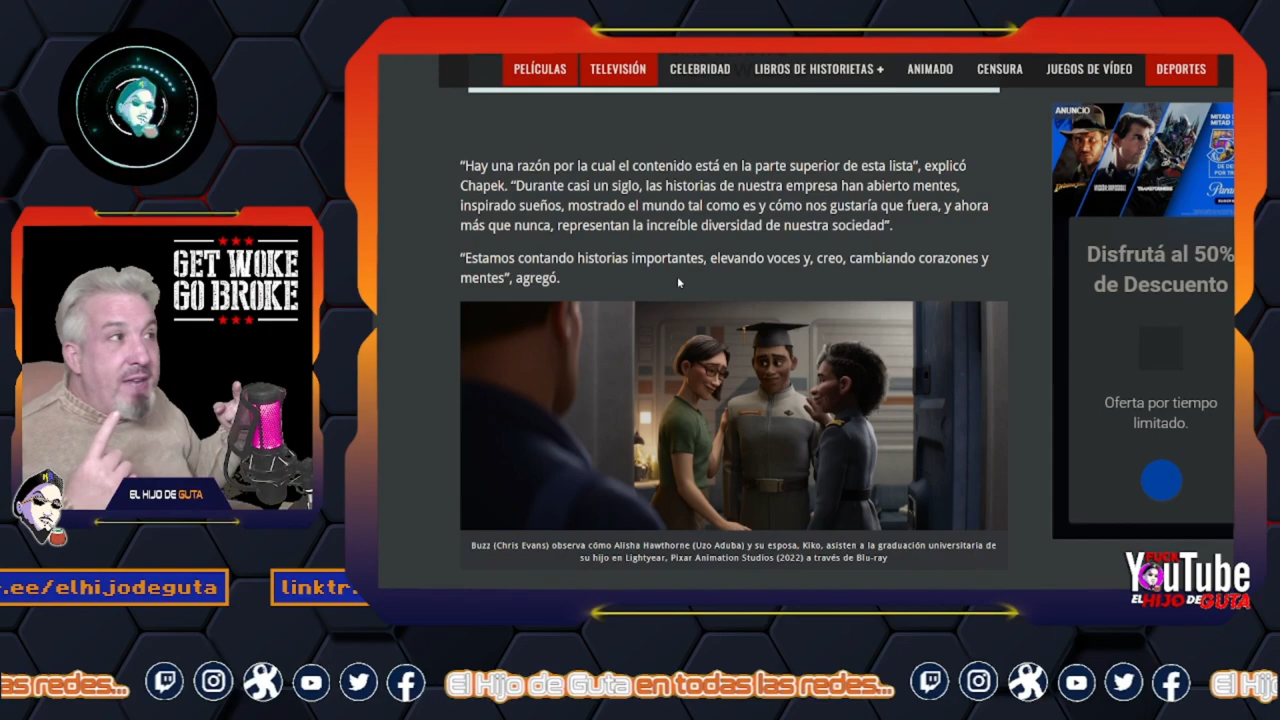 PELÍCULAS
TELEVISIÓN
CELEBRIDAD
LIBROS DE HISTORIETAS +
ANIMADO
CENSURA
JUEGOS DE VÍDEO
DEPORTES
“Hay una razón por la cual el contenido está en la parte superior de esta lista”, explicó
Chapek. “Durante casi un siglo, las historias de nuestra empresa han abierto mentes,
inspirado sueños, mostrado el mundo tal como es y cómo nos gustaría que fuera, y ahora
más que nunca, representan la increíble diversidad de nuestra sociedad”.
“Estamos contando historias importantes, elevando voces y, creo, cambiando corazones y
mentes”, agregó.
Buzz (Chris Evans) observa cómo Alisha Hawthorne (Uzo Aduba) y su esposa, Kiko, asisten a la graduación universitaria de
su hijo en Lightyear, Pixar Animation Studios (2022) a través de Blu-ray
ANUNCIO
MITAD
MITAD
TRANSFORMERS
Disfrutá al 50%
de Descuento
Oferta por tiempo
limitado.
GET WOKE
GO BROKE
EL HIJO DE GUTA
.ee/elhijodeguta
linktr.
FUCK
YouTube
EL HIJO DE GUTA
as redes...
El Hijo de Guta en todas las redes...
El Hijo